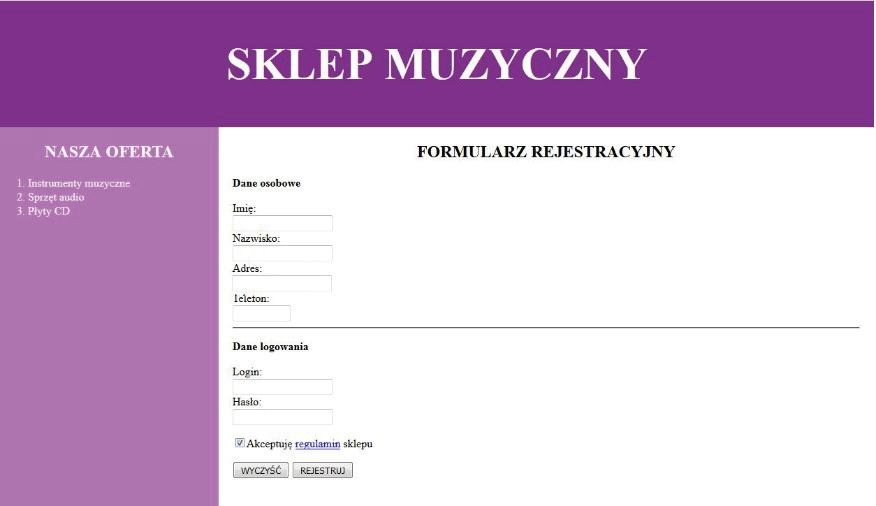 SKLEP MUZYCZNY
NASZA OFERTA
1. Instrumenty muzyczne
2. Sprzęt audio
3. Płyty CD
FORMULARZ REJESTRACYJNY
Dane osobowe
Imię:
Nazwisko:
Adres:
Telefon:
Dane logowania
Login:
Hasło:
Akceptuję regulamin sklepu
WYCZYŚĆ REJESTRUJ